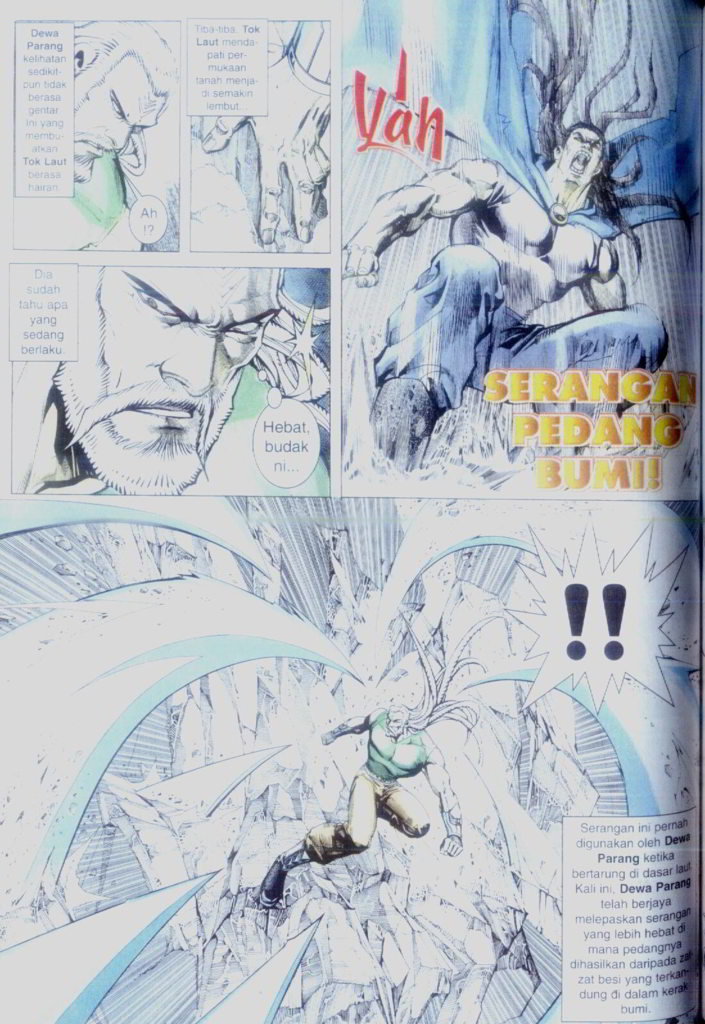 Dewa
Parang
kelihatan
sedikit-
pun tidak
berasa
gentar.
Ini yang
membu-
atkan
Tok Laut
berasa
hairan.
Ah
!?
Tiba-tiba, Tok
Laut menda-
pati per-
mukaan
tanah menja-
di semakin
lembut...
Dia
sudah
tahu apa
yang
sedang
berlaku.
Hebat,
budak
ni...
Yah
SERANGAN
PEDANG
BUMI!
!!
Serangan ini pernah
digunakan oleh Dewa
Parang ketika
bertarung di dasar laut.
Kali ini, Dewa Parang
telah berjaya
melepaskan serangan
yang lebih hebat di
mana pedangnya
dihasilkan daripada zat-
zat besi yang terkan-
dung di dalam kerak
bumi.